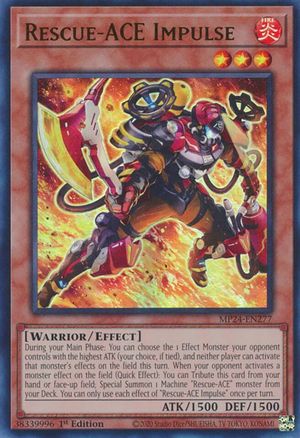 RESCUE-ACE IMPULSE
FIRE
炎
MP24-EN277
[WARRIOR/EFFECT]
During your Main Phase: You can choose the 1 Effect Monster your opponent
controls with the highest ATK (your choice, if tied), and neither player can activate
that monster's effects on the field this turn. When your opponent activates a
monster effect on the field (Quick Effect): You can Tribute this card from your
hand or face-up field; Special Summon 1 Machine "Rescue-ACE" monster from
your Deck. You can only use each effect of "Rescue-ACE Impulse" once per turn.
ATK/1500 DEF/1500
38339996 1st Edition ©2020 Studio Dice/SHUEISHA, TV TOKYO, KONAMI